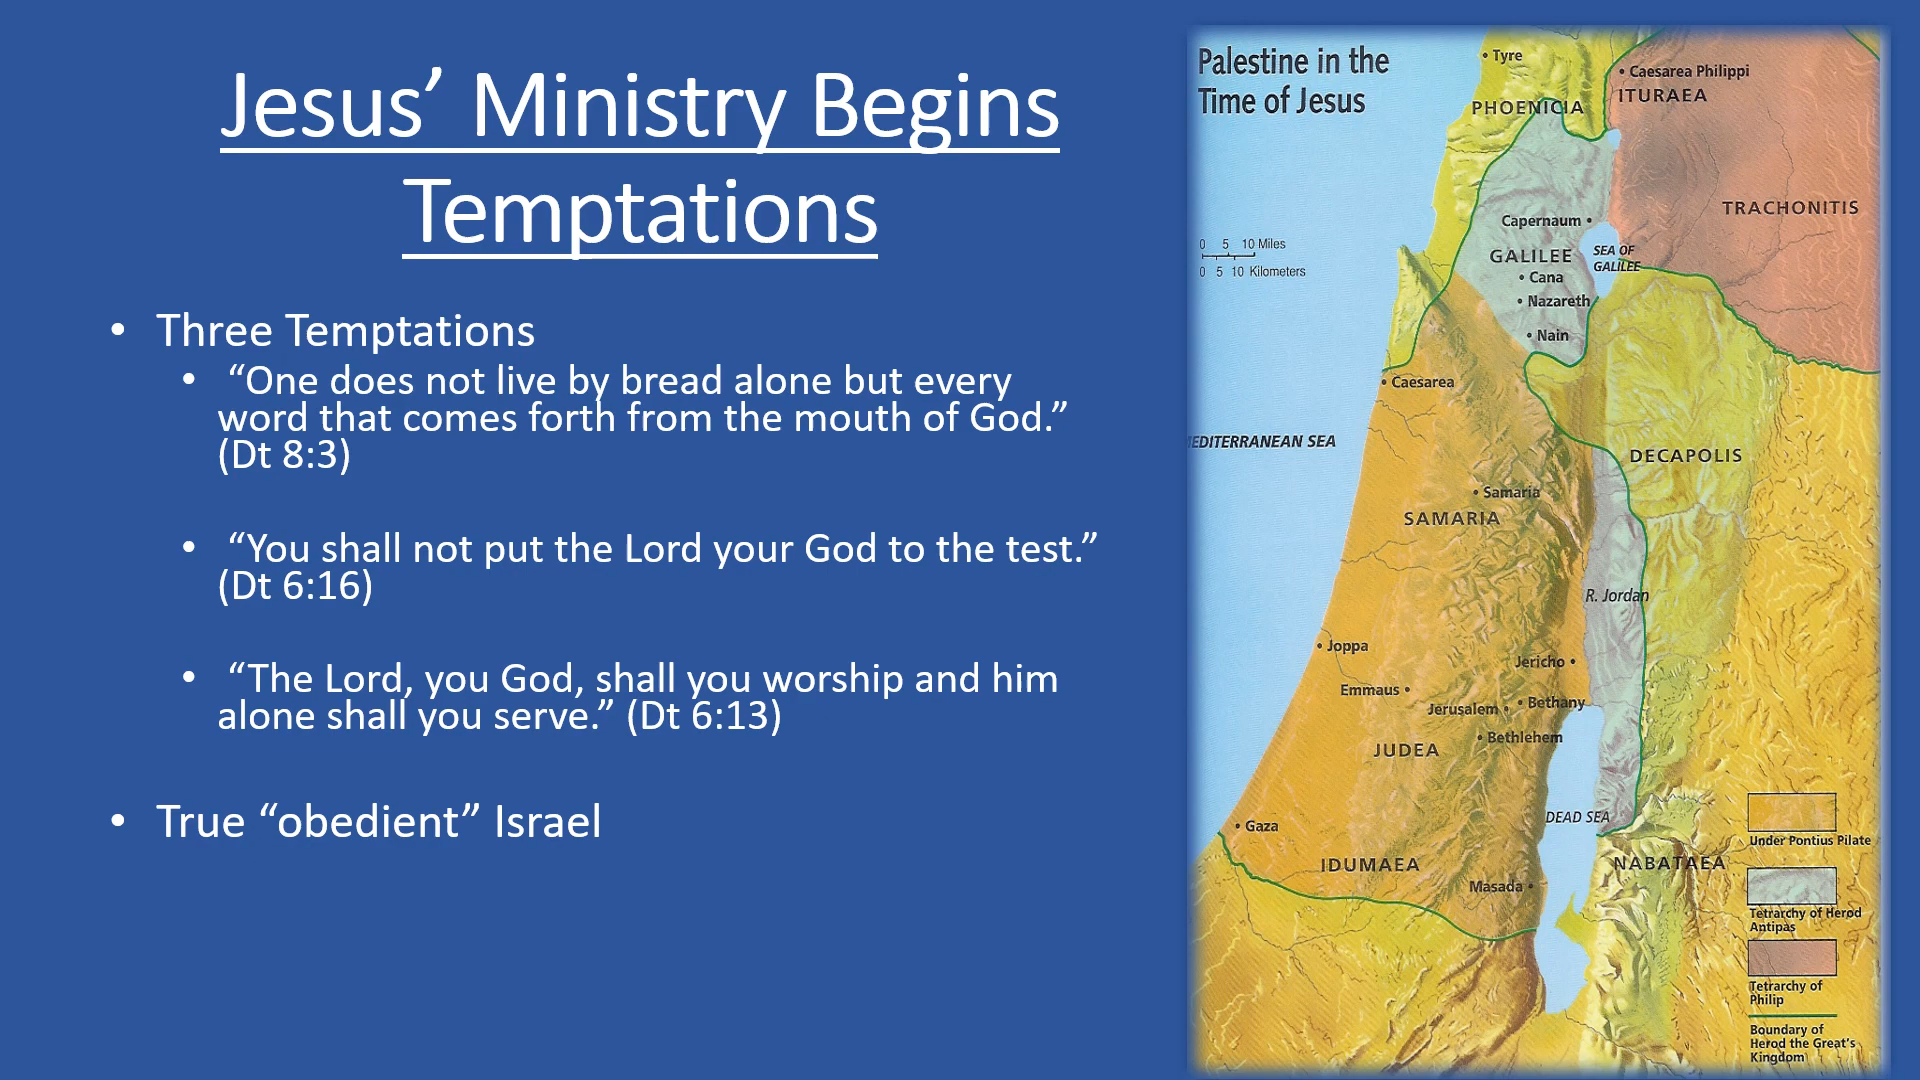 Jesus’ Ministry Begins
Temptations
• Three Temptations
• “One does not live by bread alone but every
word that comes forth from the mouth of God.”
(Dt 8:3)
• “You shall not put the Lord your God to the test.”
(Dt 6:16)
• “The Lord, you God, shall you worship and him
alone shall you serve.” (Dt 6:13)
• True “obedient” Israel
Palestine in the
Time of Jesus
Tyre
Caesarea Philippi
ITURAEA
PHOENICIA
TRACHONITIS
Capernaum
0 5 10 Miles
0 5 10 Kilometers
GALILEE
SEA OF
GALILEE
Cana
Nazareth
Nain
Caesarea
EDITERRANEAN SEA
DECAPOLIS
Samaria
SAMARIA
R. Jordan
Joppa
Jericho
Emmaus
Bethany
Jerusalem
Bethlehem
JUDEA
DEAD SEA
Gaza
IDUMAEA
NABATAEA
Masada
Under Pontius Pilate
Tetrarchy of Herod
Antipas
Tetrarchy of
Philip
Boundary of
Herod the Great's
Kingdom